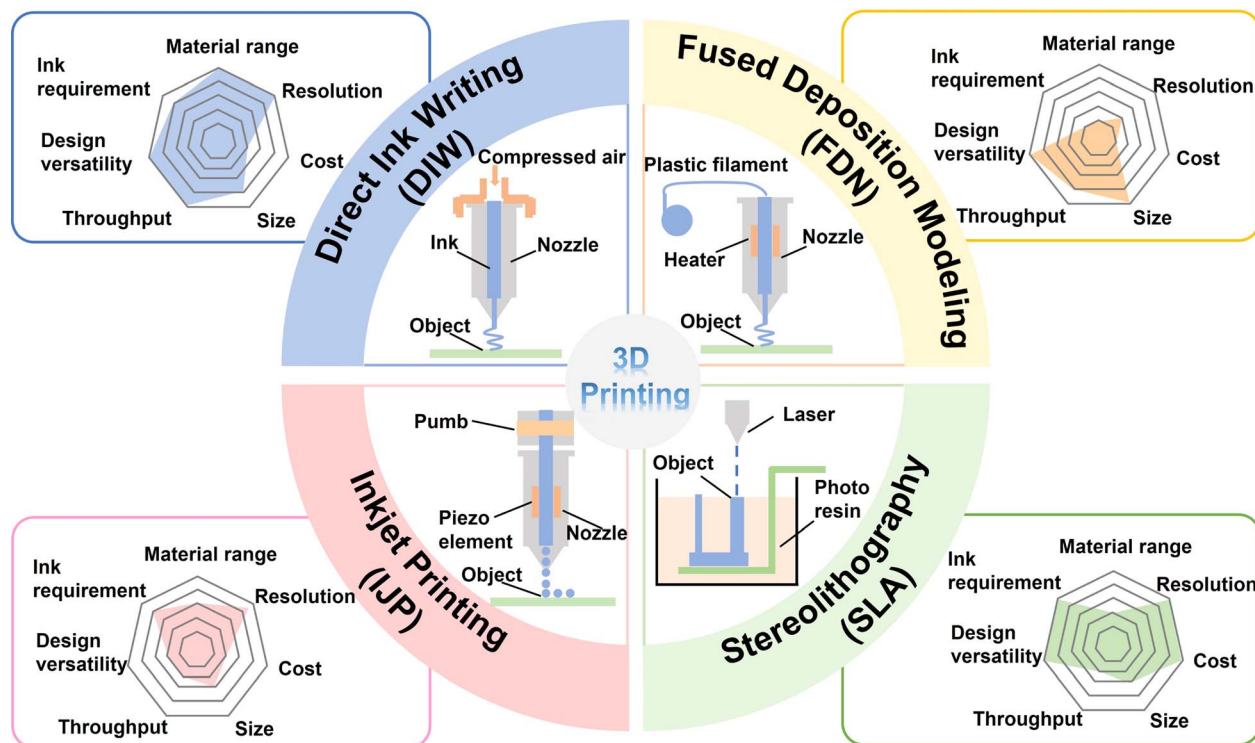 Material range
Ink
requirement
Resolution
Design
versatility
Cost
Throughput
Size
Direct Ink Writing
(DIW)
Compressed air
Ink
Nozzle
Object
Fused Deposition Modeling
(FDN)
Plastic filament
Heater
Nozzle
Object
Material range
Ink
requirement
Resolution
Design
versatility
Cost
Throughput
Size
3D
Printing
Inkjet Printing
(IJP)
Pumb
Piezo
element
Nozzle
Object
Material range
Ink
requirement
Resolution
Design
versatility
Cost
Throughput
Size
Stereolithography
(SLA)
Laser
Object
Photo
resin
Material range
Ink
requirement
Resolution
Design
versatility
Cost
Throughput
Size